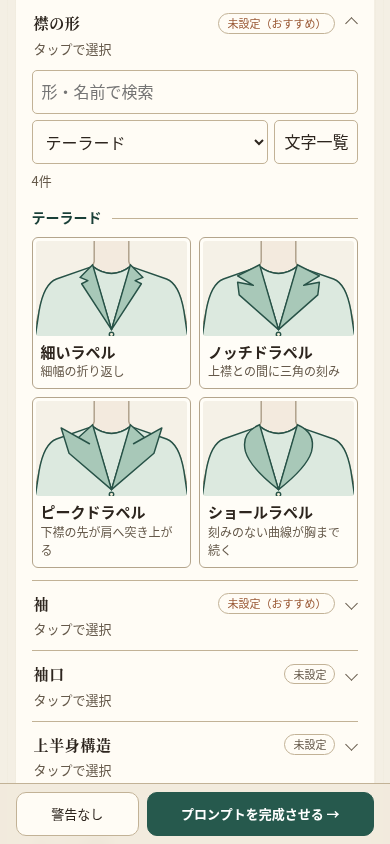 襟の形
未設定（おすすめ）
タップで選択
形・名前で検索
テーラード
文字一覧
4件
テーラード
細いラペル
細幅の折り返し
ノッチドラペル
上襟との間に三角の刻み
ピークドラペル
下襟の先が肩へ突き上が
る
ショールラペル
刻みのない曲線が胸まで
続く
袖
未設定（おすすめ）
タップで選択
袖口
未設定
タップで選択
上半身構造
未設定
タップで選択
警告なし
プロンプトを完成させる →